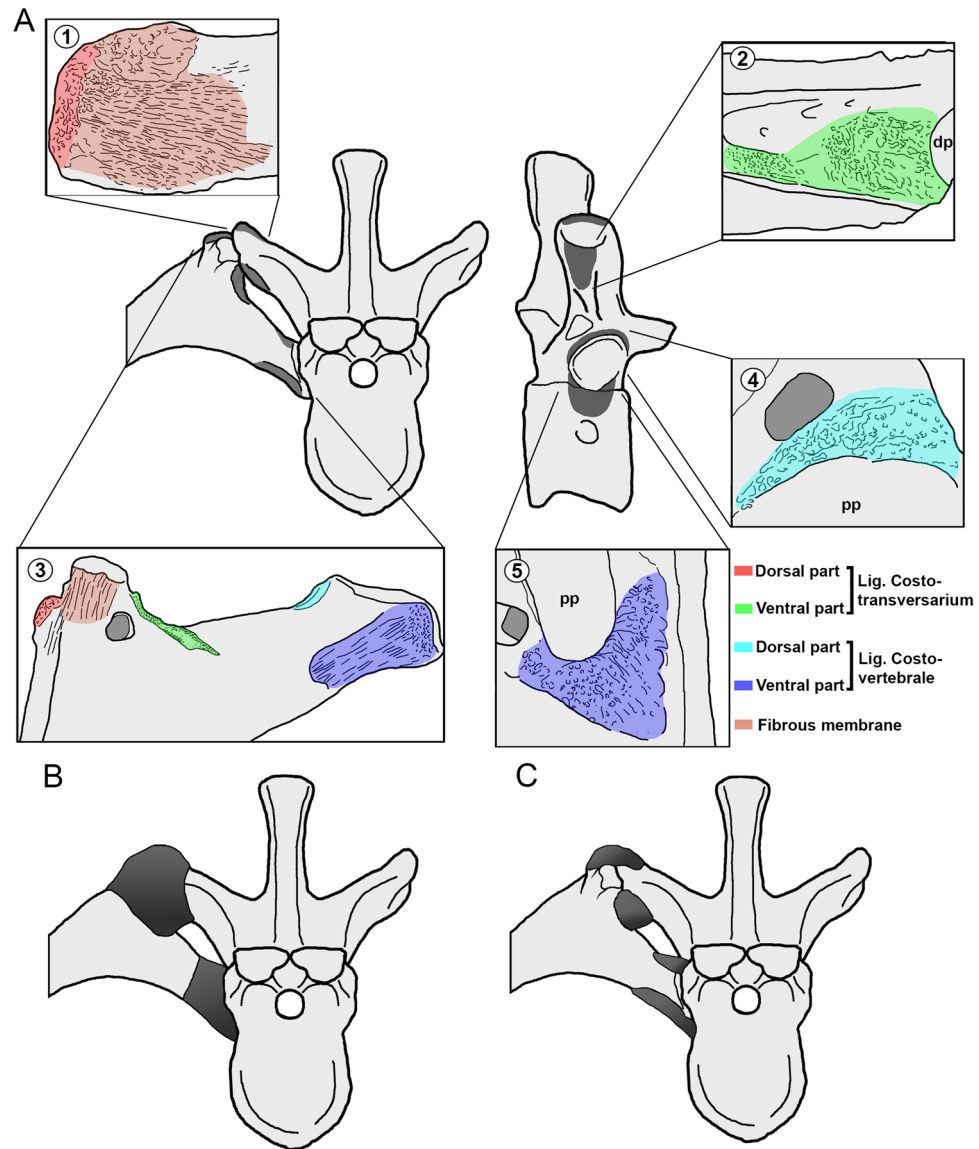 A
1
2
dp
4
pp
3
5
pp
Dorsal part
Ventral part
Lig. Costo-
transversarium
Dorsal part
Ventral part
Lig. Costo-
vertebrale
Fibrous membrane
B
C